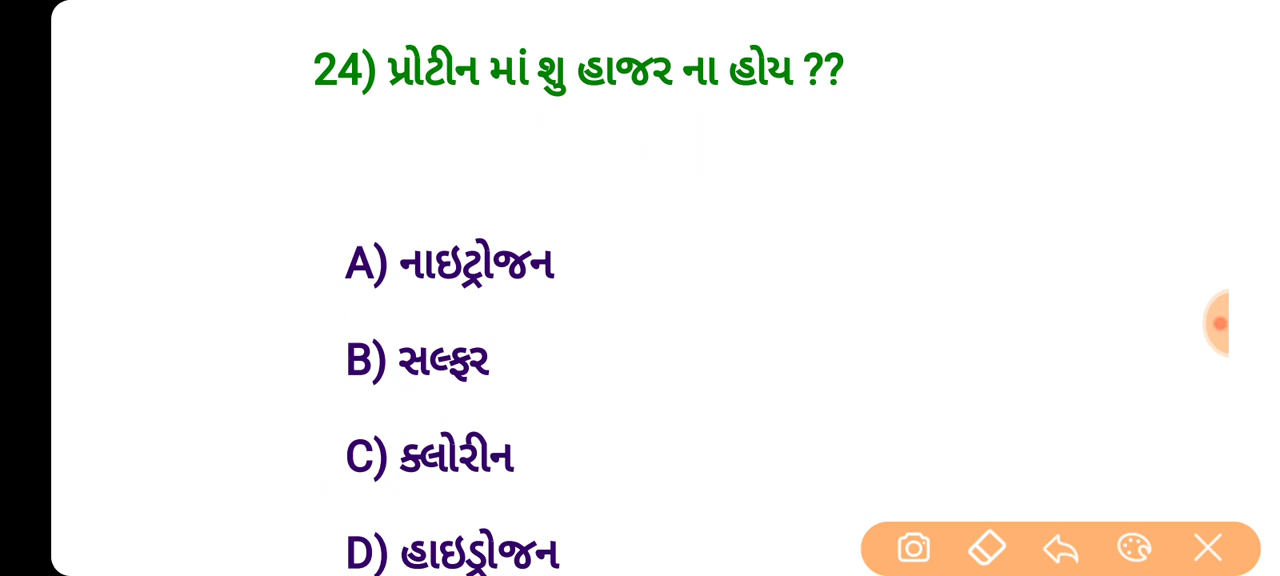 24) પ્રોટીન માં શુ હાજર ના હોય ??
A) નાઇટ્રોજન
B) સલ્ફર
C) ક્લોરીન
D) હાઇડ્રોજન